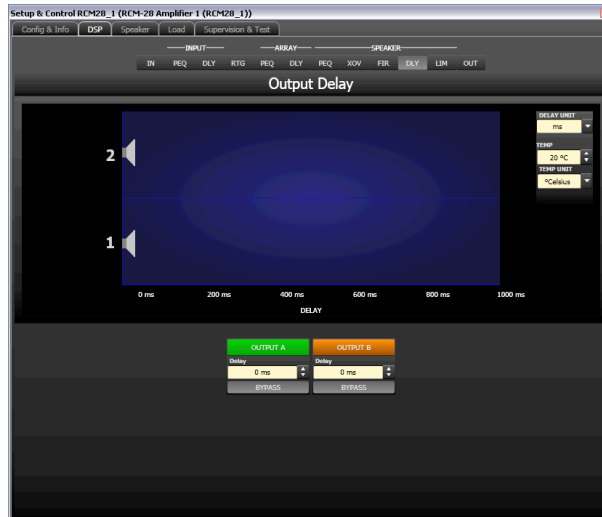 Setup & Control RCM28_1 (RCM-28 Amplifier 1 (RCM28_1))
Config & Info DSP Speaker Load Supervision & Test
INPUT ARRAY SPEAKER
IN PEQ DLY RTG PEQ DLY PEQ XOV FIR DLY LIM OUT
Output Delay
DELAY UNIT
ms
TEMP
20 ºC
TEMP UNIT
ºCelsius
2
1
0 ms 200 ms 400 ms 600 ms 800 ms 1000 ms
DELAY
OUTPUT A OUTPUT B
Delay Delay
0 ms 0 ms
BYPASS BYPASS